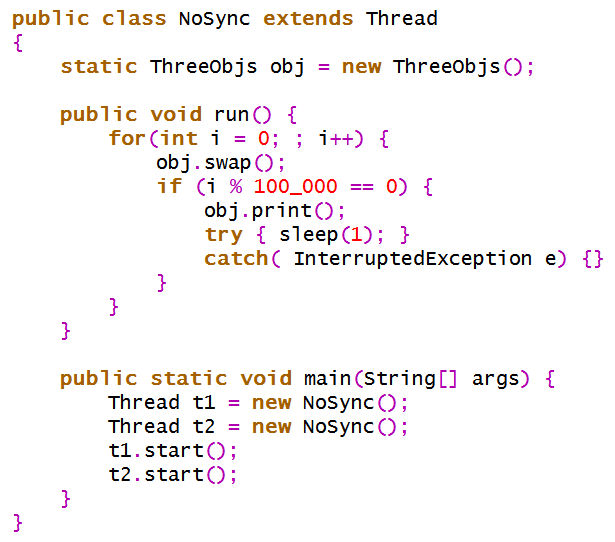 public class NoSync extends Thread
{
    static ThreeObjs obj = new ThreeObjs();

    public void run() {
        for(int i = 0; ; i++) {
            obj.swap();
            if (i % 100_000 == 0) {
                obj.print();
                try { sleep(1); }
                catch( InterruptedException e) {}
            }
        }
    }

    public static void main(String[] args) {
        Thread t1 = new NoSync();
        Thread t2 = new NoSync();
        t1.start();
        t2.start();
    }
}